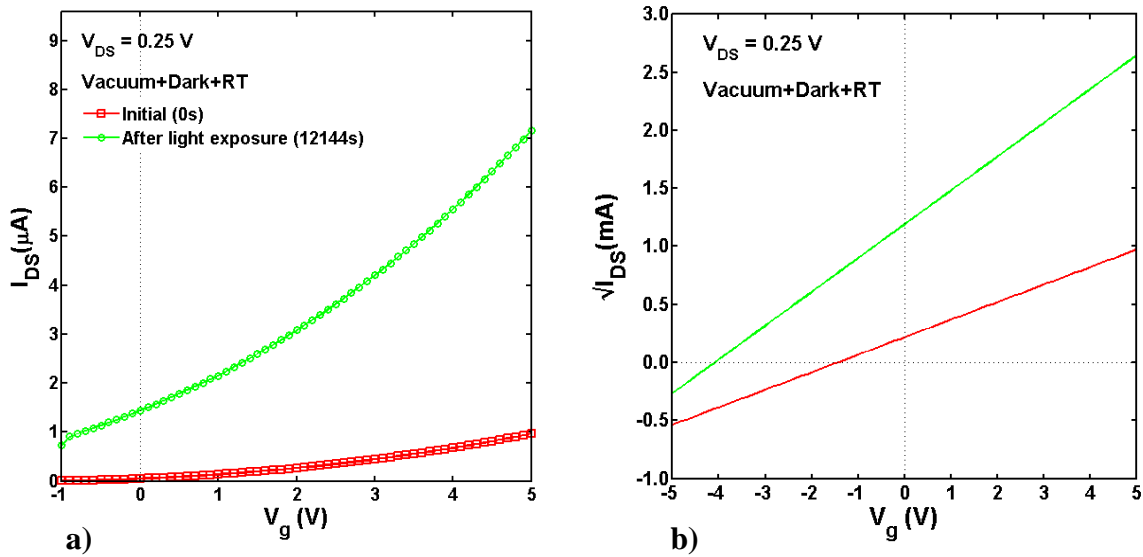 V_DS = 0.25 V
Vacuum+Dark+RT
Initial (0s)
After light exposure (12144s)
I_DS(μA)
9
8
7
6
5
4
3
2
1
0
-1 0 1 2 3 4 5
V_g (V)
a)
V_DS = 0.25 V
Vacuum+Dark+RT
√I_DS(mA)
3.0
2.5
2.0
1.5
1.0
0.5
0.0
-0.5
-1.0
-5 -4 -3 -2 -1 0 1 2 3 4 5
V_g (V)
b)